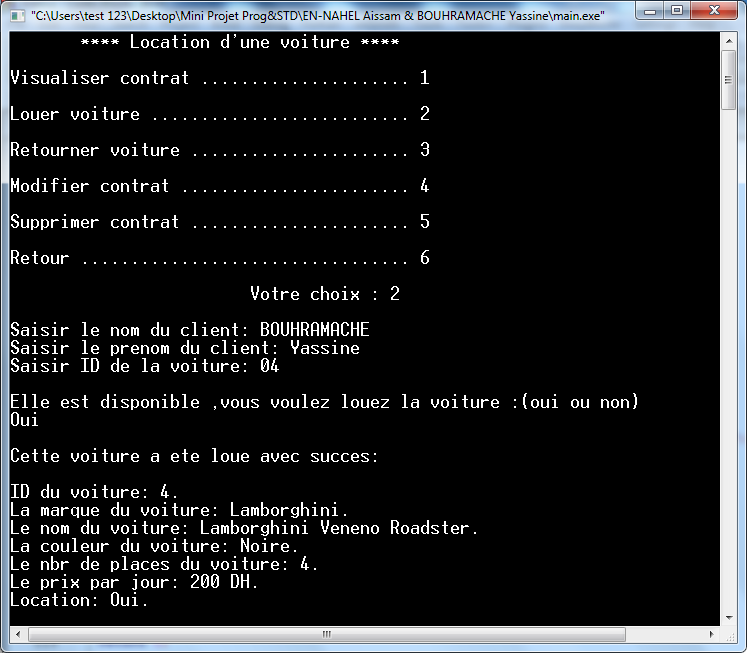 "C:\Users\test 123\Desktop\Mini Projet Prog&STD\EN-NAHEL Aissam & BOUHRAMACHE Yassine\main.exe"
**** Location d'une voiture ****
Visualiser contrat ..................... 1
Louer voiture .......................... 2
Retourner voiture ...................... 3
Modifier contrat ....................... 4
Supprimer contrat ...................... 5
Retour ................................. 6
Votre choix : 2
Saisir le nom du client: BOUHRAMACHE
Saisir le prenom du client: Yassine
Saisir ID de la voiture: 04
Elle est disponible ,vous voulez louez la voiture :(oui ou non)
Oui
Cette voiture a ete loue avec succes:
ID du voiture: 4.
La marque du voiture: Lamborghini.
Le nom du voiture: Lamborghini Veneno Roadster.
La couleur du voiture: Noire.
Le nbr de places du voiture: 4.
Le prix par jour: 200 DH.
Location: Oui.